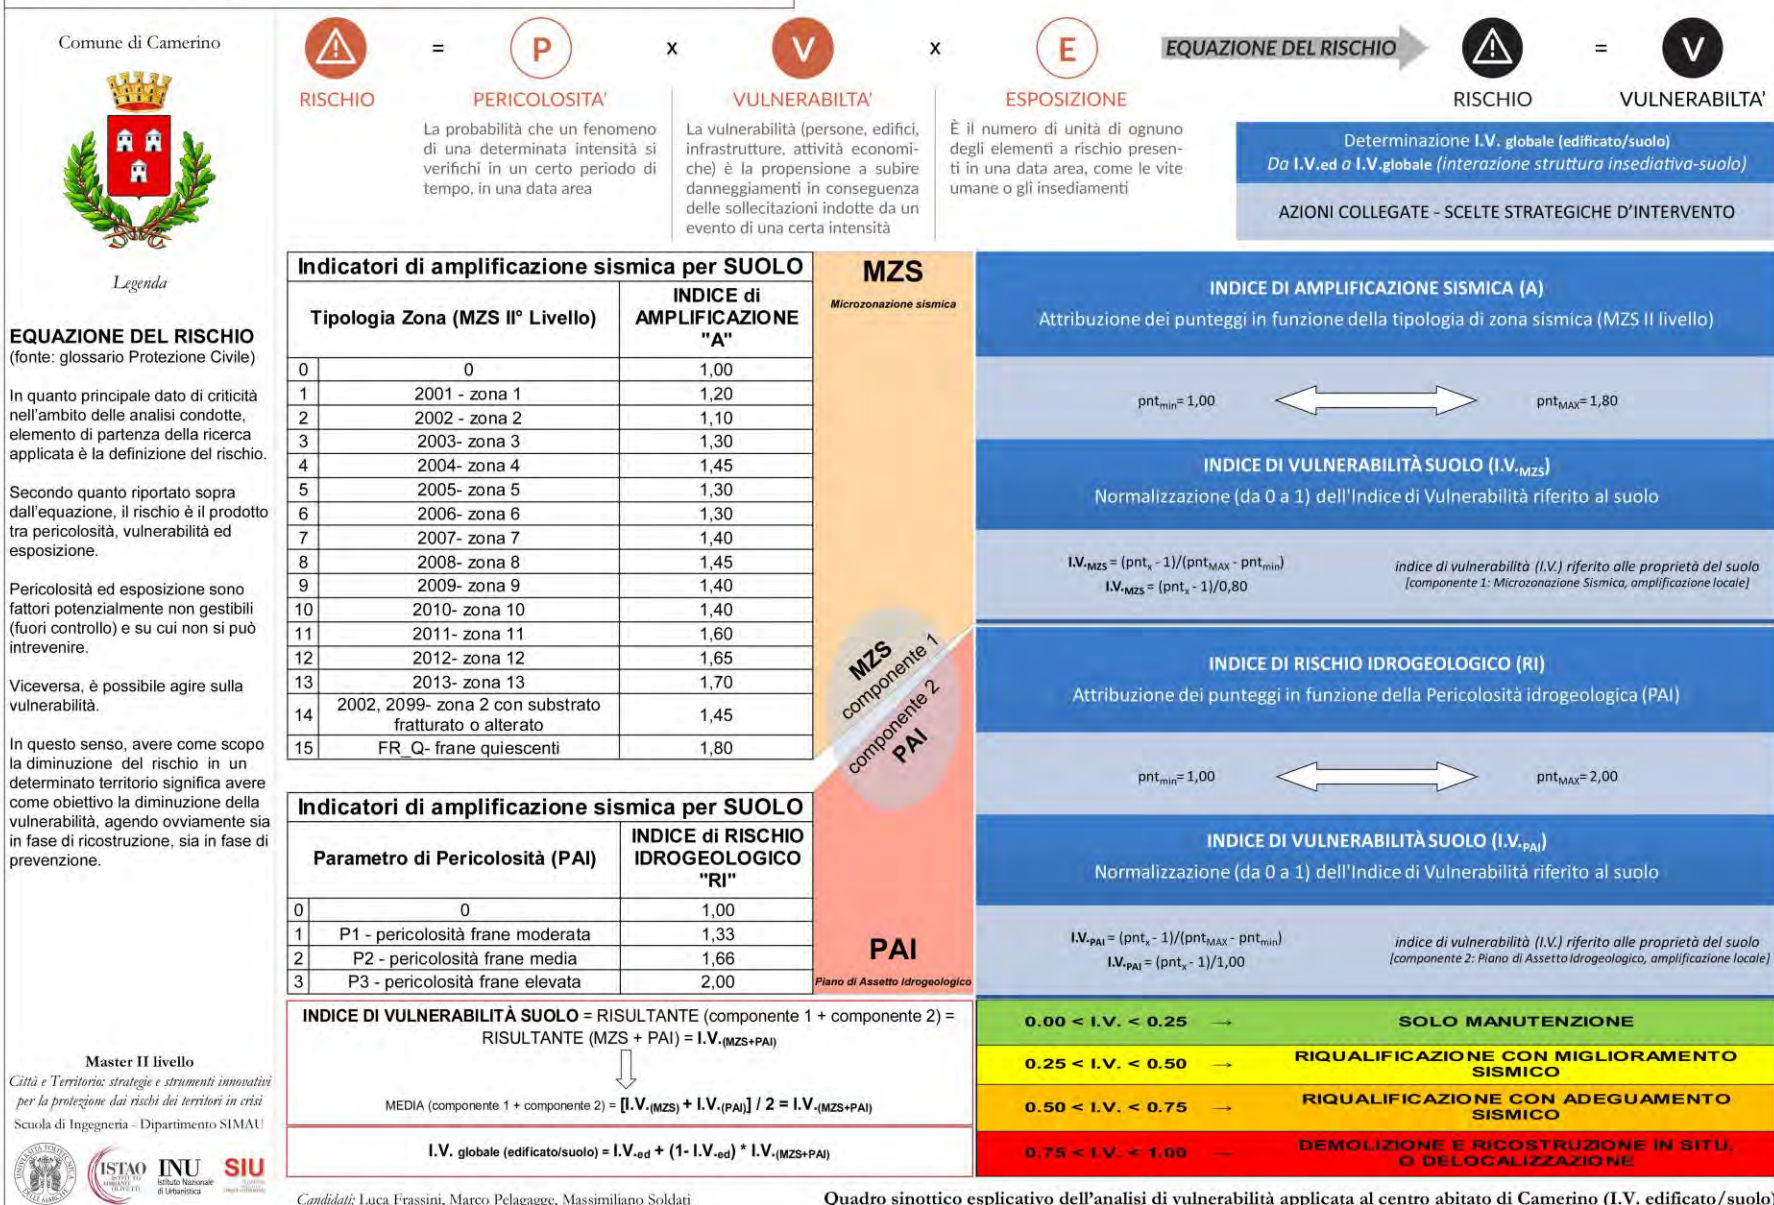 Comune di Camerino
Legenda
EQUAZIONE DEL RISCHIO
(fonte: glossario Protezione Civile)
In quanto principale dato di criticità
nell'ambito delle analisi condotte,
elemento di partenza della ricerca
applicata è la definizione del rischio.
Secondo quanto riportato sopra
dall'equazione, il rischio è il prodotto
tra pericolosità, vulnerabilità ed
esposizione.
Pericolosità ed esposizione sono
fattori potenzialmente non gestibili
(fuori controllo) e su cui non si può
intrevenire.
Viceversa, è possibile agire sulla
vulnerabilità.
In questo senso, avere come scopo
la diminuzione del rischio in un
determinato territorio significa avere
come obiettivo la diminuzione della
vulnerabilità, agendo ovviamente sia
in fase di ricostruzione, sia in fase di
prevenzione.
Master II livello
Città e Territorio: strategie e strumenti innovativi
per la protezione dai rischi dei territori in crisi
Scuola di Ingegneria - Dipartimento SIMAU
ISTAO INU SIU
Istituto Nazionale
di Urbanistica
= P x V x E EQUAZIONE DEL RISCHIO = V
RISCHIO PERICOLOSITA' VULNERABILTA' ESPOSIZIONE RISCHIO VULNERABILTA'
La probabilità che un fenomeno
di una determinata intensità si
verifichi in un certo periodo di
tempo, in una data area
La vulnerabilità (persone, edifici,
infrastrutture, attività economi-
che) è la propensione a subire
danneggiamenti in conseguenza
delle sollecitazioni indotte da un
evento di una certa intensità
È il numero di unità di ognuno
degli elementi a rischio presen-
ti in una data area, come le vite
umane o gli insediamenti
Determinazione I.V. globale (edificato/suolo)
Da I.V.ed a I.V.globale (interazione struttura insediativa-suolo)
AZIONI COLLEGATE - SCELTE STRATEGICHE D'INTERVENTO
Indicatori di amplificazione sismica per SUOLO
Tipologia Zona (MZS II° Livello)
INDICE di
AMPLIFICAZIONE
"A"
0 0 1,00
1 2001 - zona 1 1,20
2 2002 - zona 2 1,10
3 2003- zona 3 1,30
4 2004- zona 4 1,45
5 2005- zona 5 1,30
6 2006- zona 6 1,30
7 2007- zona 7 1,40
8 2008- zona 8 1,45
9 2009- zona 9 1,40
10 2010- zona 10 1,40
11 2011- zona 11 1,60
12 2012- zona 12 1,65
13 2013- zona 13 1,70
14 2002, 2099- zona 2 con substrato
fratturato o alterato 1,45
15 FR_Q- frane quiescenti 1,80
MZS
Microzonazione sismica
MZS
componente 1
componente 2
PAI
Indicatori di amplificazione sismica per SUOLO
Parametro di Pericolosità (PAI)
INDICE di RISCHIO
IDROGEOLOGICO
"RI"
0 0 1,00
1 P1 - pericolosità frane moderata 1,33
2 P2 - pericolosità frane media 1,66
3 P3 - pericolosità frane elevata 2,00
PAI
Piano di Assetto Idrogeologico
INDICE DI AMPLIFICAZIONE SISMICA (A)
Attribuzione dei punteggi in funzione della tipologia di zona sismica (MZS II livello)
pntmin= 1,00 pntMAX= 1,80
INDICE DI VULNERABILITÀ SUOLO (I.V.MZS)
Normalizzazione (da 0 a 1) dell'Indice di Vulnerabilità riferito al suolo
I.V.MZS = (pntx - 1)/(pntMAX - pntmin)
I.V.MZS = (pntx - 1)/0,80
indice di vulnerabilità (I.V.) riferito alle proprietà del suolo
[componente 1: Microzonazione Sismica, amplificazione locale]
INDICE DI RISCHIO IDROGEOLOGICO (RI)
Attribuzione dei punteggi in funzione della Pericolosità idrogeologica (PAI)
pntmin= 1,00 pntMAX= 2,00
INDICE DI VULNERABILITÀ SUOLO (I.V.PAI)
Normalizzazione (da 0 a 1) dell'Indice di Vulnerabilità riferito al suolo
I.V.PAI = (pntx - 1)/(pntMAX - pntmin)
I.V.PAI = (pntx - 1)/1,00
indice di vulnerabilità (I.V.) riferito alle proprietà del suolo
[componente 2: Piano di Assetto Idrogeologico, amplificazione locale]
INDICE DI VULNERABILITÀ SUOLO = RISULTANTE (componente 1 + componente 2) =
RISULTANTE (MZS + PAI) = I.V.(MZS+PAI)
MEDIA (componente 1 + componente 2) = [I.V.(MZS) + I.V.(PAI)] / 2 = I.V.(MZS+PAI)
I.V. globale (edificato/suolo) = I.V.ed + (1- I.V.ed) * I.V.(MZS+PAI)
0.00 < I.V. < 0.25 → SOLO MANUTENZIONE
0.25 < I.V. < 0.50 → RIQUALIFICAZIONE CON MIGLIORAMENTO
SISMICO
0.50 < I.V. < 0.75 → RIQUALIFICAZIONE CON ADEGUAMENTO
SISMICO
0.75 < I.V. < 1.00 → DEMOLIZIONE E RICOSTRUZIONE IN SITU,
O DELOCALIZZAZIONE
Candidati: Luca Frassini, Marco Pelagagge, Massimiliano Soldati
Quadro sinottico esplicativo dell'analisi di vulnerabilità applicata al centro abitato di Camerino (I.V. edificato/suolo)